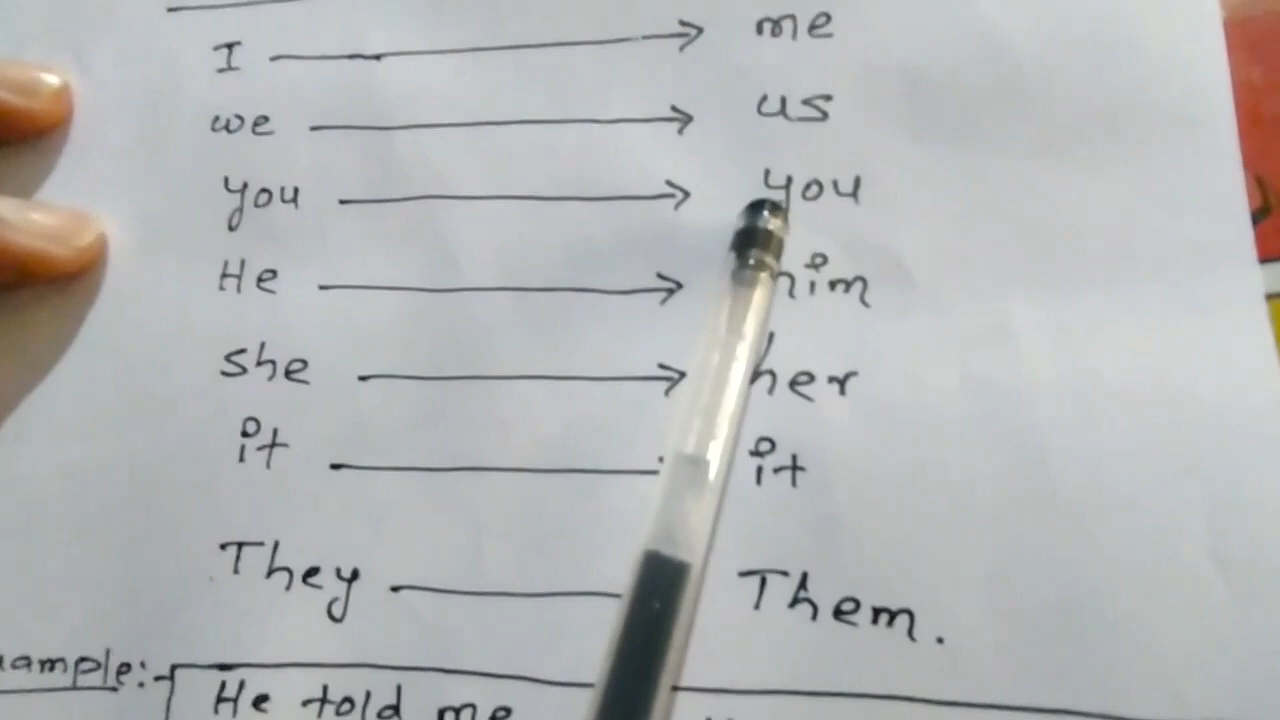 I → me
we → us
you → you
He → him
she → her
it — it
They — Them.
ample:-
He told me